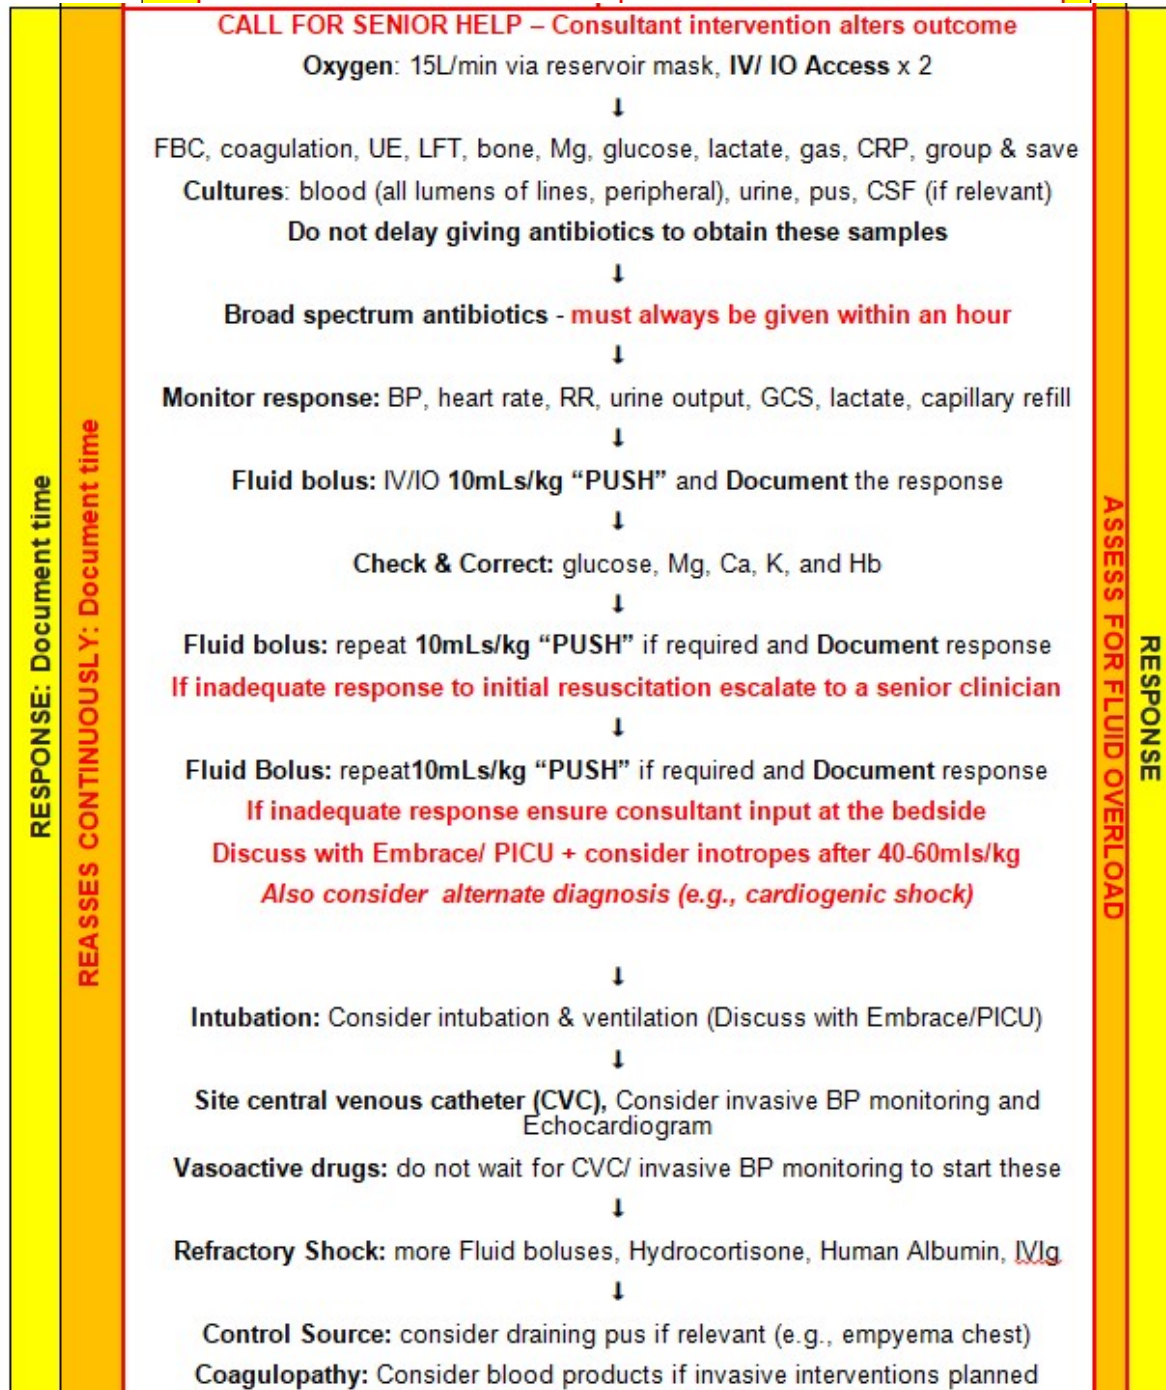 CALL FOR SENIOR HELP – Consultant intervention alters outcome
Oxygen: 15L/min via reservoir mask, IV/ IO Access x 2
↓
FBC, coagulation, UE, LFT, bone, Mg, glucose, lactate, gas, CRP, group & save
Cultures: blood (all lumens of lines, peripheral), urine, pus, CSF (if relevant)
Do not delay giving antibiotics to obtain these samples
↓
Broad spectrum antibiotics - must always be given within an hour
↓
Monitor response: BP, heart rate, RR, urine output, GCS, lactate, capillary refill
↓
Fluid bolus: IV/IO 10mLs/kg “PUSH” and Document the response
↓
Check & Correct: glucose, Mg, Ca, K, and Hb
↓
Fluid bolus: repeat 10mLs/kg “PUSH” if required and Document response
If inadequate response to initial resuscitation escalate to a senior clinician
↓
Fluid Bolus: repeat10mLs/kg “PUSH” if required and Document response
If inadequate response ensure consultant input at the bedside
Discuss with Embrace/ PICU + consider inotropes after 40-60mls/kg
Also consider alternate diagnosis (e.g., cardiogenic shock)
↓
Intubation: Consider intubation & ventilation (Discuss with Embrace/PICU)
↓
Site central venous catheter (CVC), Consider invasive BP monitoring and
Echocardiogram
Vasoactive drugs: do not wait for CVC/ invasive BP monitoring to start these
↓
Refractory Shock: more Fluid boluses, Hydrocortisone, Human Albumin, IVIg
↓
Control Source: consider draining pus if relevant (e.g., empyema chest)
Coagulopathy: Consider blood products if invasive interventions planned
RESPONSE: Document time
REASSES CONTINUOUSLY: Document time
ASSESS FOR FLUID OVERLOAD
RESPONSE